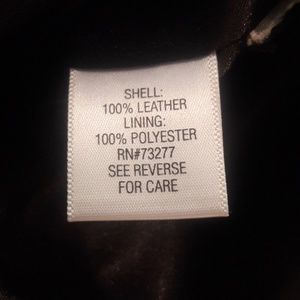 SHELL:
100% LEATHER
LINING:
100% POLYESTER
RN#73277
SEE REVERSE
FOR CARE